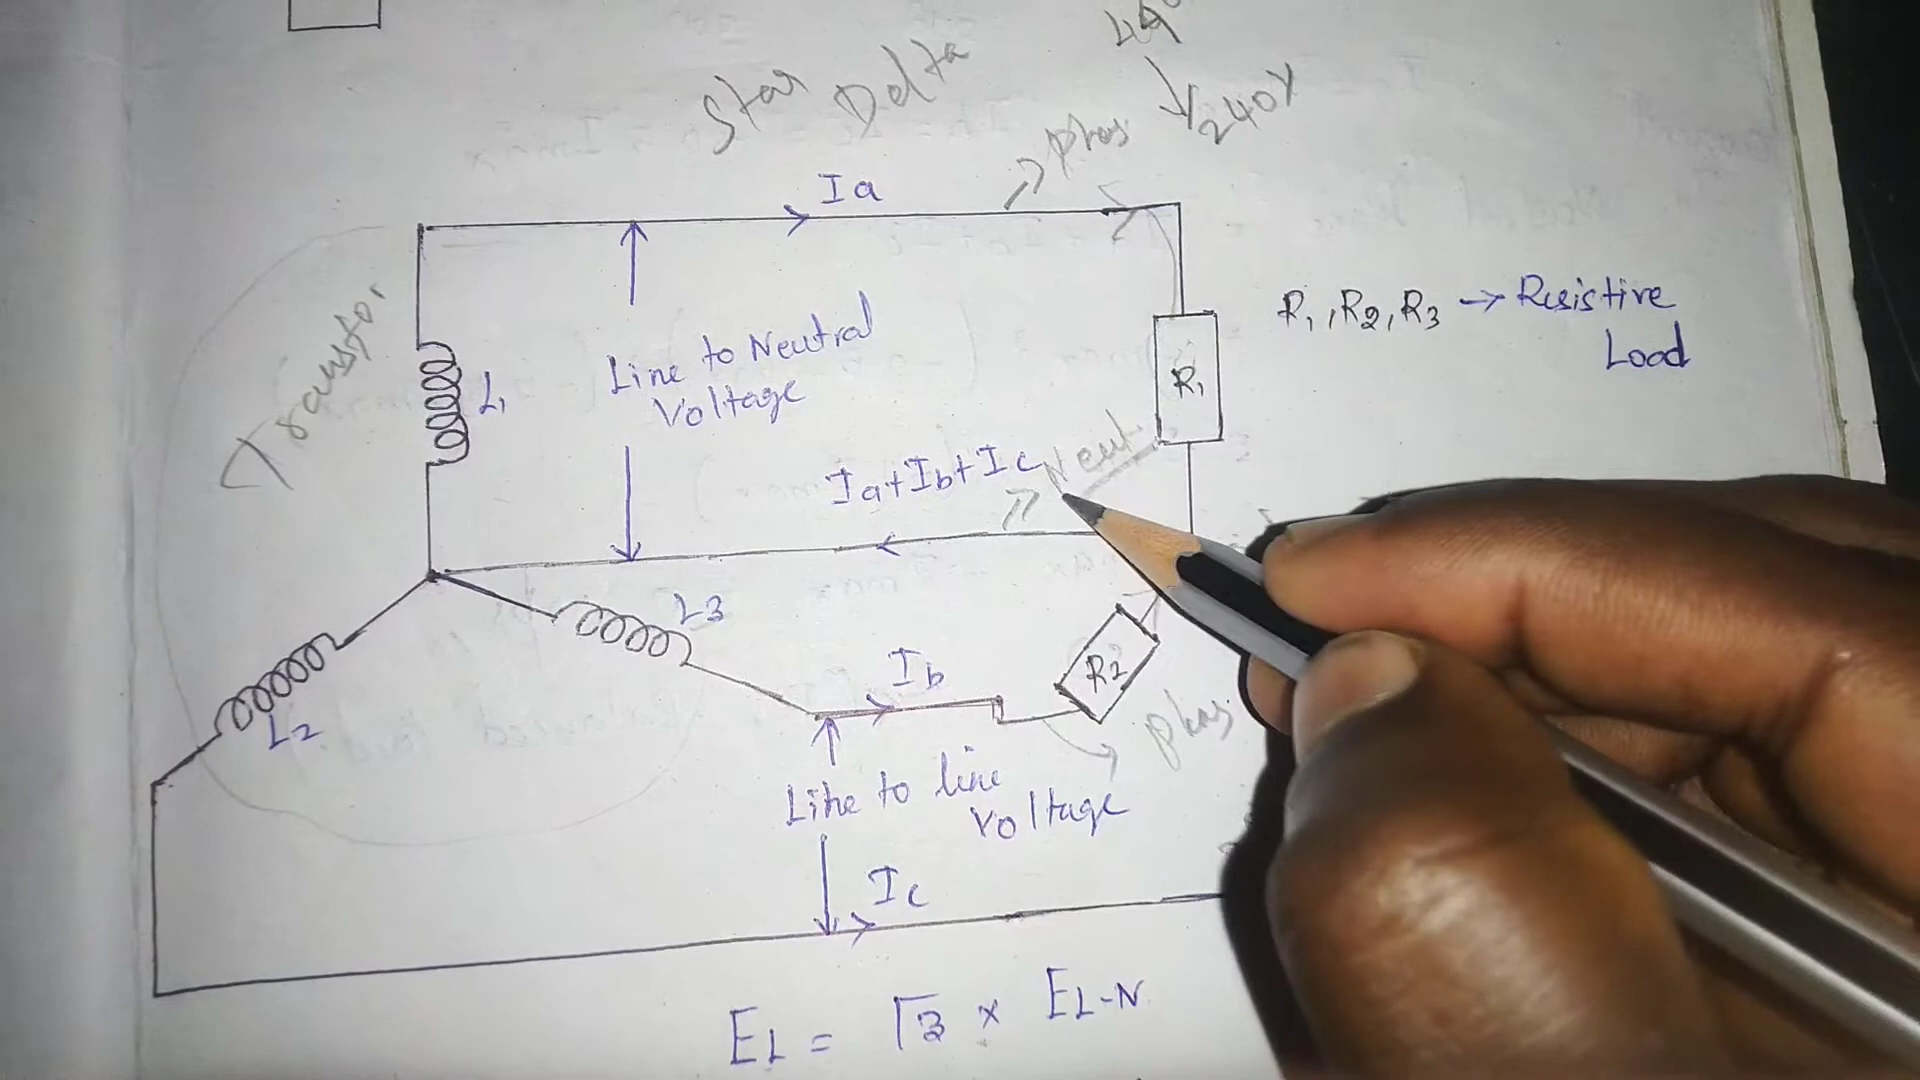 Star Delta
240V
phas
Ia
Transfor
Line to Neutral
Voltage
L1
R1
R1,R2,R3 → Resistive
Load
Ia+Ib+Ic
Neut
L3
L2
Ib
R2
phas
Line to line
Voltage
Ic
EL = √3 × EL-N